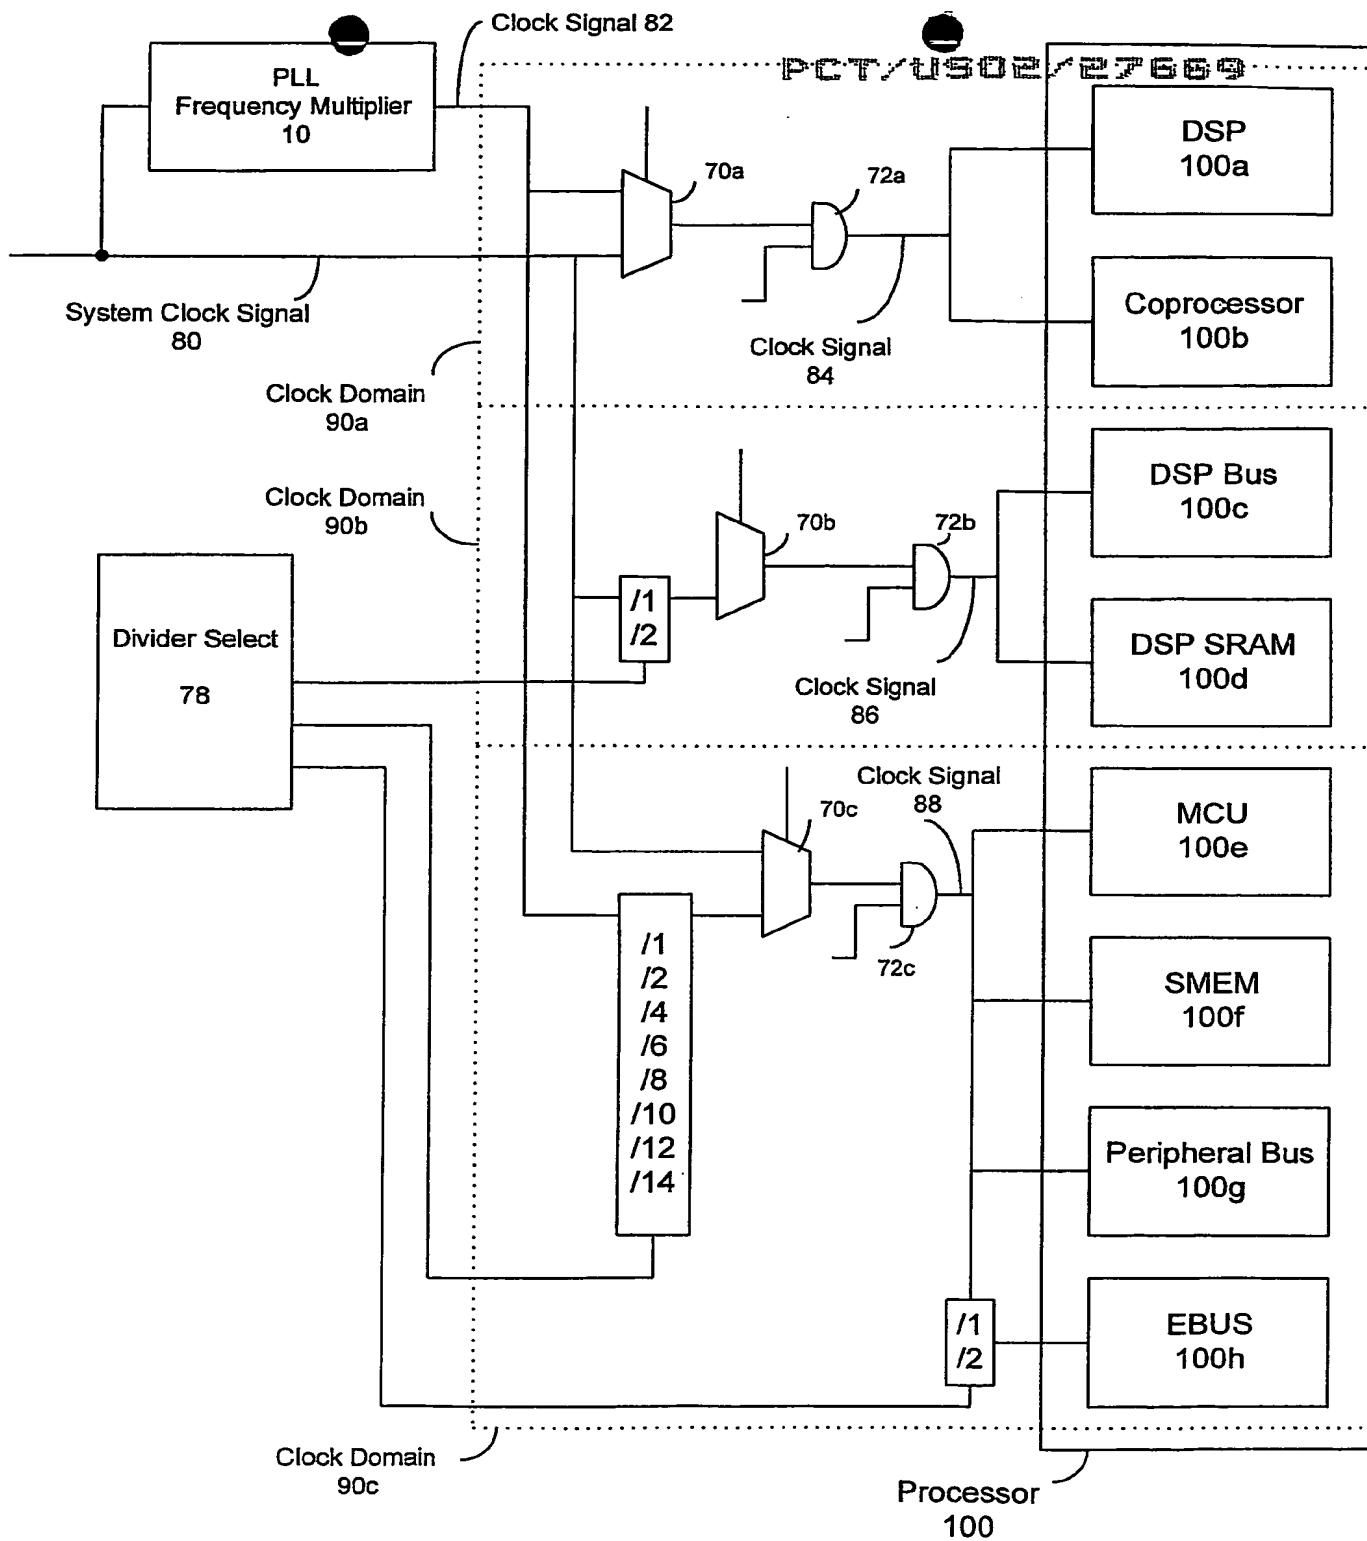 Clock Signal 82
PCT/US02/27669
PLL
Frequency Multiplier
10
DSP
100a
70a
72a
System Clock Signal
80
Coprocessor
100b
Clock Signal
84
Clock Domain
90a
Clock Domain
90b
DSP Bus
100c
70b
72b
/1
/2
Divider Select
78
DSP SRAM
100d
Clock Signal
86
Clock Signal
88
70c
MCU
100e
72c
/1
/2
/4
/6
/8
/10
/12
/14
SMEM
100f
Peripheral Bus
100g
/1
/2
EBUS
100h
Clock Domain
90c
Processor
100